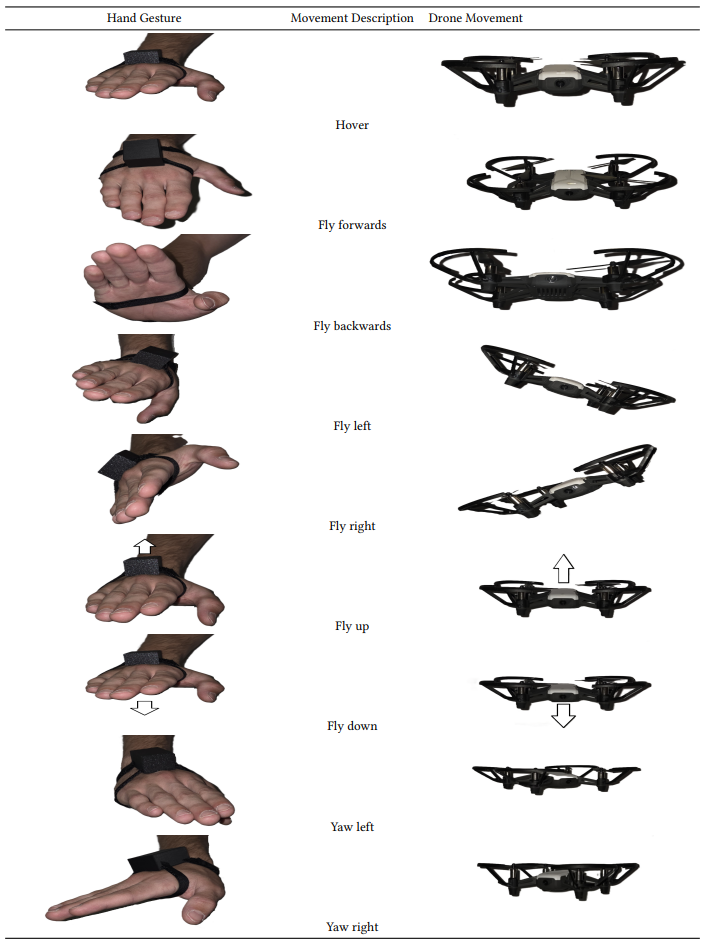 Hand Gesture Movement Description Drone Movement
Hover
Fly forwards
Fly backwards
Fly left
Fly right
Fly up
Fly down
Yaw left
Yaw right